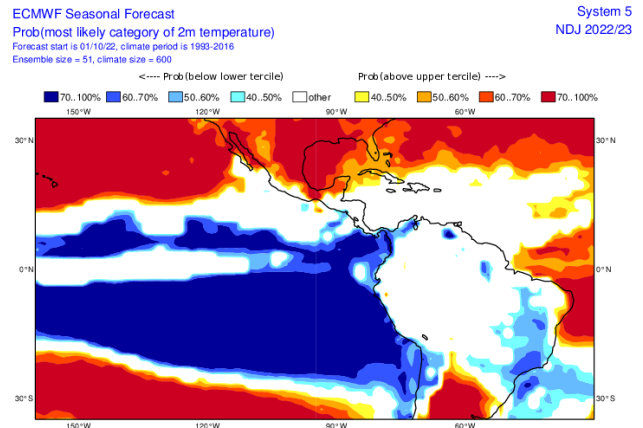 ECMWF Seasonal Forecast
System 5
Prob(most likely category of 2m temperature)
NDJ 2022/23
Forecast start is 01/10/22, climate period is 1993-2016
Ensemble size = 51, climate size = 600
<---- Prob(below lower tercile)
Prob(above upper tercile) ---->
70..100% 60..70% 50..60% 40..50% other 40..50% 50..60% 60..70% 70..100%
150°W 120°W 90°W 60°W
30°N 30°N
0°N 0°N
30°S 30°S
150°W 120°W 90°W 60°W